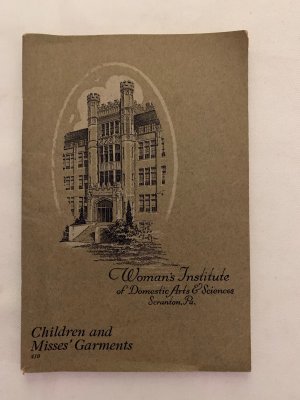 Woman's Institute
of Domestic Arts & Sciences
Scranton, Pa.
Children and
Misses' Garments